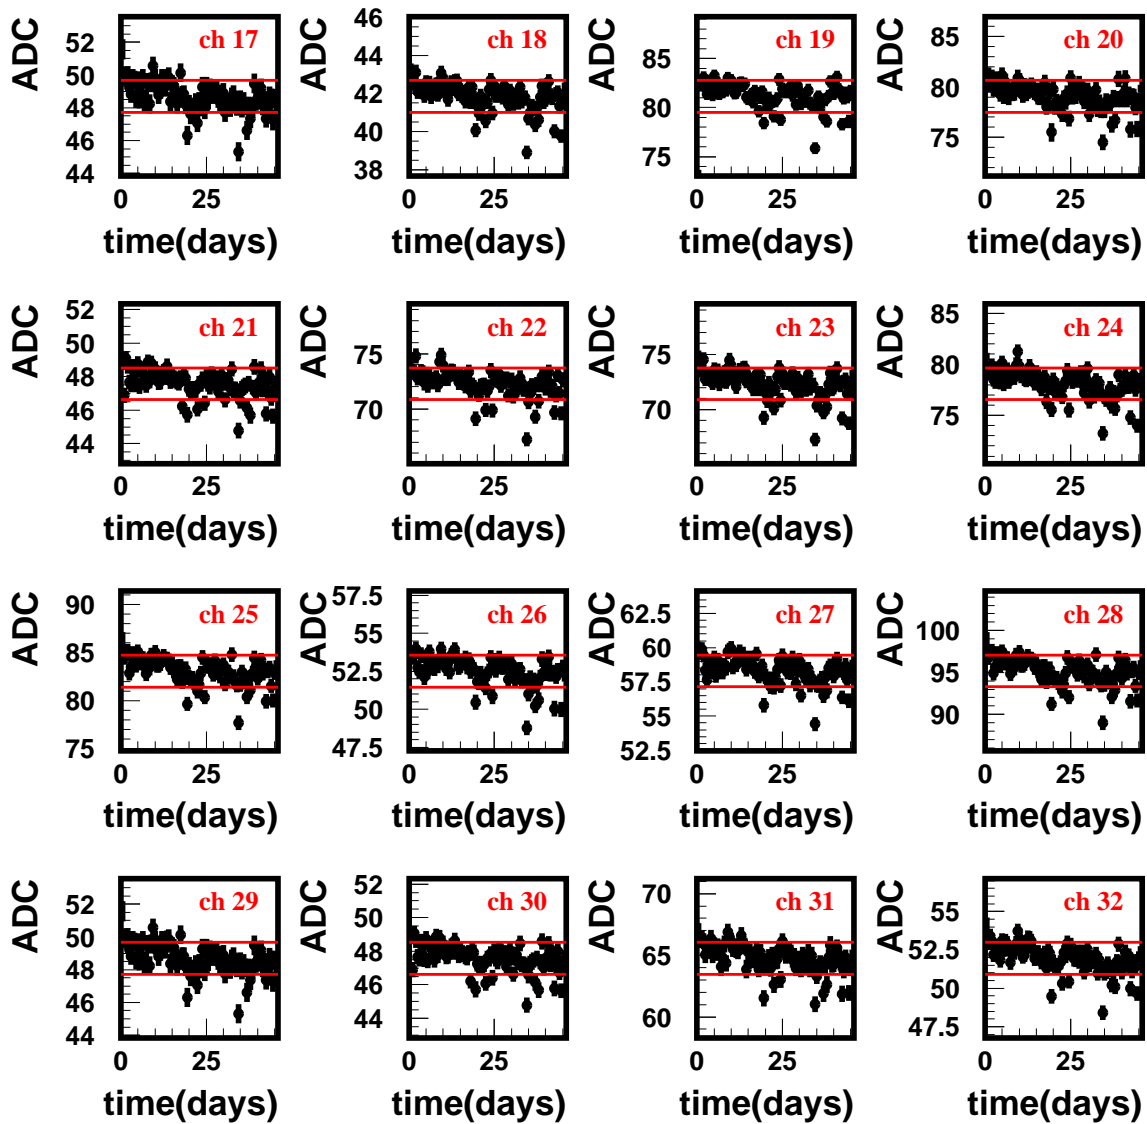 ADC 52 50 48 46 44 ch 17 0 25 time(days)
ADC 46 44 42 40 38 ch 18 0 25 time(days)
ADC 85 80 75 ch 19 0 25 time(days)
ADC 85 80 75 ch 20 0 25 time(days)
ADC 52 50 48 46 44 ch 21 0 25 time(days)
ADC 75 70 ch 22 0 25 time(days)
ADC 75 70 ch 23 0 25 time(days)
ADC 85 80 75 ch 24 0 25 time(days)
ADC 90 85 80 75 ch 25 0 25 time(days)
ADC 57.5 55 52.5 50 47.5 ch 26 0 25 time(days)
ADC 62.5 60 57.5 55 52.5 ch 27 0 25 time(days)
ADC 100 95 90 ch 28 0 25 time(days)
ADC 52 50 48 46 44 ch 29 0 25 time(days)
ADC 52 50 48 46 44 ch 30 0 25 time(days)
ADC 70 65 60 ch 31 0 25 time(days)
ADC 55 52.5 50 47.5 ch 32 0 25 time(days)